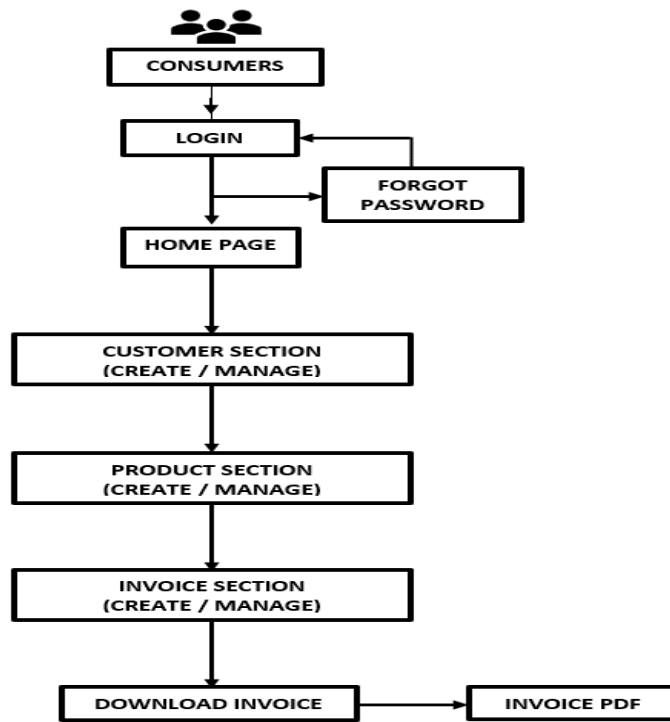 CONSUMERS
LOGIN
FORGOT
PASSWORD
HOME PAGE
CUSTOMER SECTION
(CREATE / MANAGE)
PRODUCT SECTION
(CREATE / MANAGE)
INVOICE SECTION
(CREATE / MANAGE)
DOWNLOAD INVOICE
INVOICE PDF